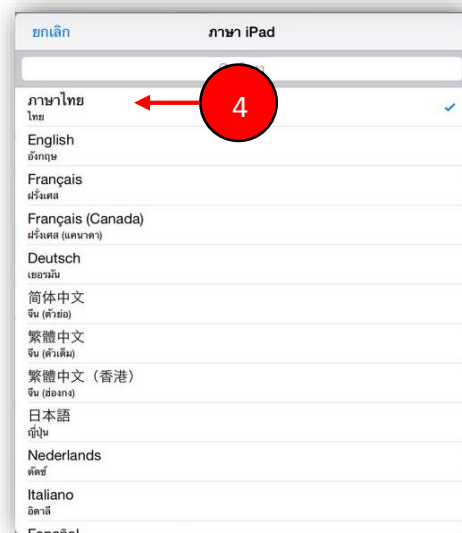 ยกเลิก ภาษา iPad
ภาษาไทย
4
ไทย
English
อังกฤษ
Français
ฝรั่งเศส
Français (Canada)
ฝรั่งเศส (แคนาดา)
Deutsch
เยอรมัน
简体中文
จีน (ตัวย่อ)
繁體中文
จีน (ตัวเต็ม)
繁體中文（香港）
จีน (ฮ่องกง)
日本語
ญี่ปุ่น
Nederlands
ดัตช์
Italiano
อิตาลี
Español